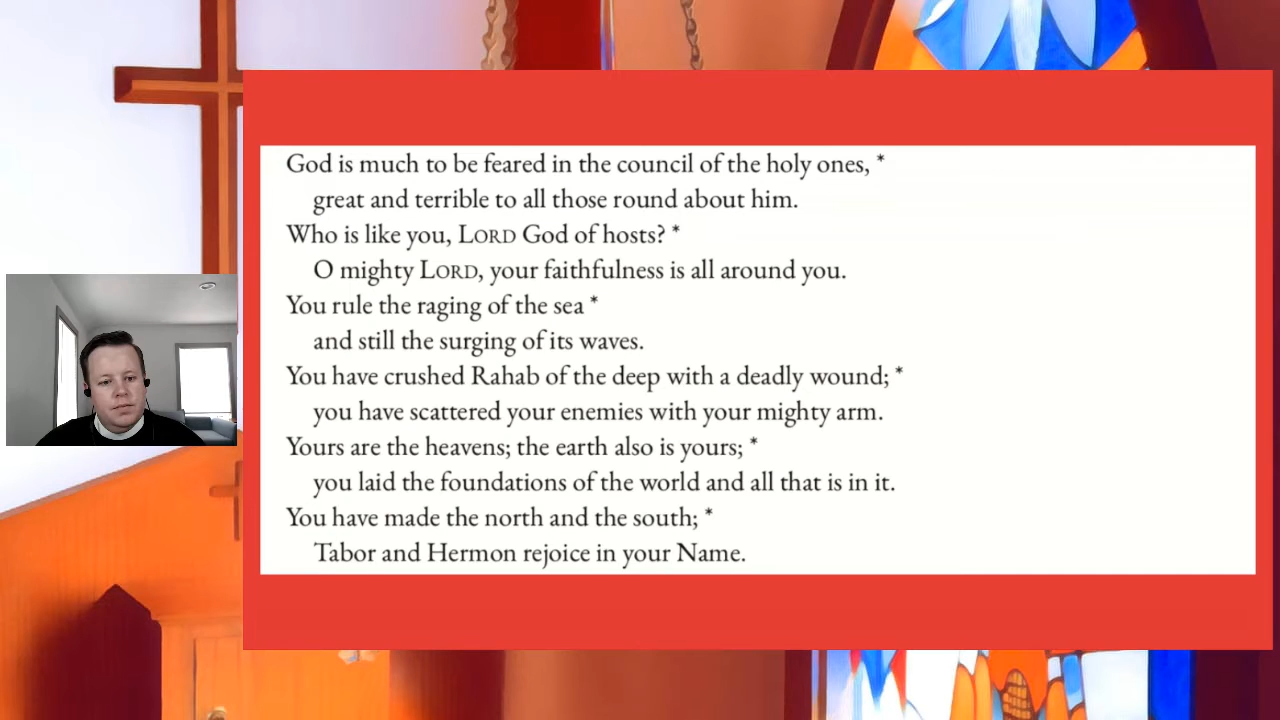 God is much to be feared in the council of the holy ones, *
great and terrible to all those round about him.
Who is like you, LORD God of hosts? *
O mighty LORD, your faithfulness is all around you.
You rule the raging of the sea *
and still the surging of its waves.
You have crushed Rahab of the deep with a deadly wound; *
you have scattered your enemies with your mighty arm.
Yours are the heavens; the earth also is yours; *
you laid the foundations of the world and all that is in it.
You have made the north and the south; *
Tabor and Hermon rejoice in your Name.